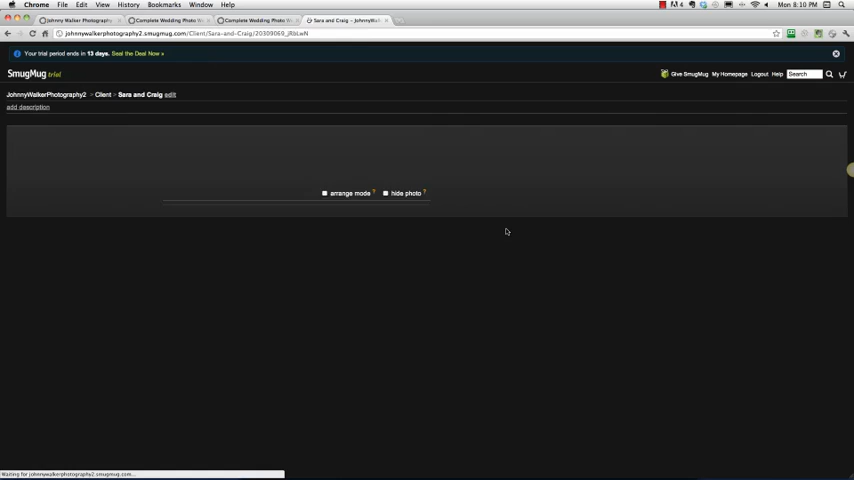 Chrome File Edit View History Bookmarks Window Help
4 Mon 8:10 PM
Johnny Walker Photography Complete Wedding Photo W Complete Wedding Photo W Sara and Craig - JohnnyWalk
johnnywalkerphotography2.smugmug.com/Client/Sara-and-Craig/20309069_jRbLwN
Your trial period ends in 13 days. Seal the Deal Now »
SmugMug trial Give SmugMug My Homepage Logout Help Search
JohnnyWalkerPhotography2 > Client > Sara and Craig edit
add description
arrange mode ? hide photo ?
Waiting for johnnywalkerphotography2.smugmug.com...